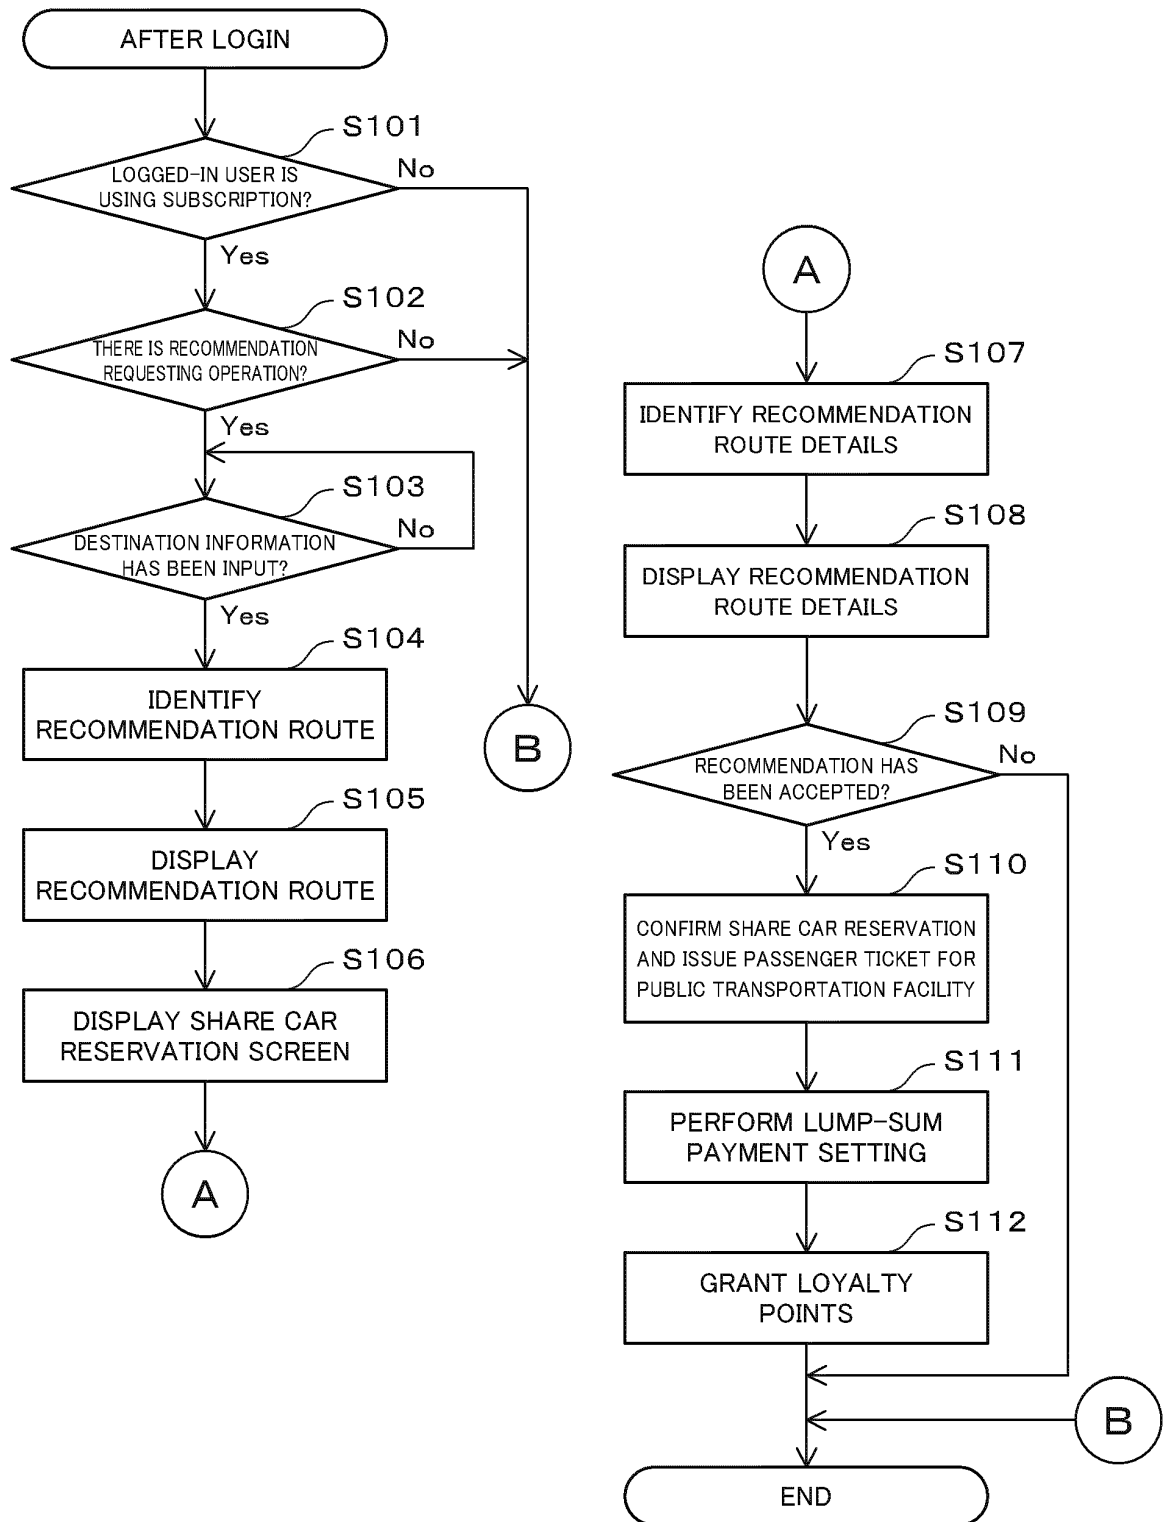 AFTER LOGIN
S101
LOGGED-IN USER IS
USING SUBSCRIPTION?
No
Yes
S102
THERE IS RECOMMENDATION
REQUESTING OPERATION?
No
Yes
S103
DESTINATION INFORMATION
HAS BEEN INPUT?
No
Yes
S104
IDENTIFY
RECOMMENDATION ROUTE
S105
DISPLAY
RECOMMENDATION ROUTE
S106
DISPLAY SHARE CAR
RESERVATION SCREEN
A
B
A
S107
IDENTIFY RECOMMENDATION
ROUTE DETAILS
S108
DISPLAY RECOMMENDATION
ROUTE DETAILS
S109
RECOMMENDATION HAS
BEEN ACCEPTED?
No
Yes
S110
CONFIRM SHARE CAR RESERVATION
AND ISSUE PASSENGER TICKET FOR
PUBLIC TRANSPORTATION FACILITY
S111
PERFORM LUMP-SUM
PAYMENT SETTING
S112
GRANT LOYALTY
POINTS
B
END